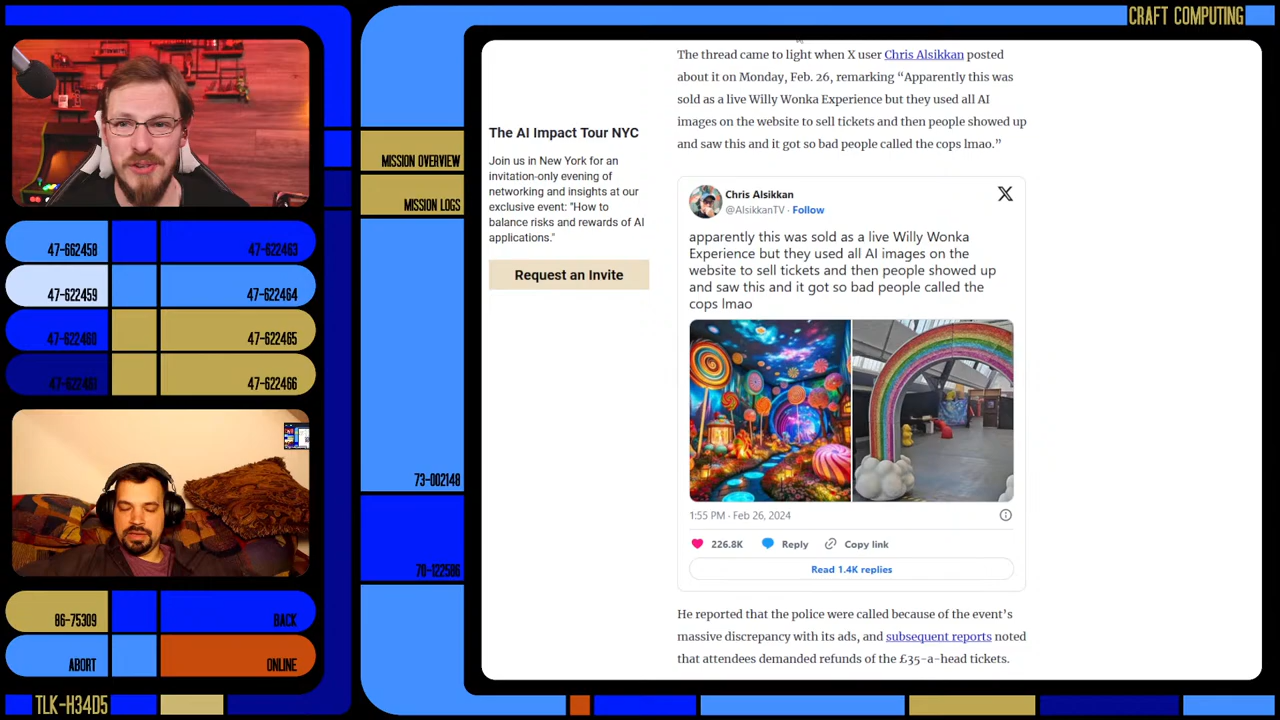 CRAFT COMPUTING
MISSION OVERVIEW
MISSION LOGS
47-662458
47-622463
47-622459
47-622464
47-622460
47-622465
47-622461
47-622466
73-002148
70-122586
86-75309
BACK
ABORT
ONLINE
TLK-H34D5
The AI Impact Tour NYC
Join us in New York for an
invitation-only evening of
networking and insights at our
exclusive event: "How to
balance risks and rewards of AI
applications."
Request an Invite
The thread came to light when X user Chris Alsikkan posted
about it on Monday, Feb. 26, remarking “Apparently this was
sold as a live Willy Wonka Experience but they used all AI
images on the website to sell tickets and then people showed up
and saw this and it got so bad people called the cops lmao.”
Chris Alsikkan
@AlsikkanTV · Follow
apparently this was sold as a live Willy Wonka
Experience but they used all AI images on the
website to sell tickets and then people showed up
and saw this and it got so bad people called the
cops lmao
1:55 PM · Feb 26, 2024
226.8K Reply Copy link
Read 1.4K replies
He reported that the police were called because of the event’s
massive discrepancy with its ads, and subsequent reports noted
that attendees demanded refunds of the £35-a-head tickets.